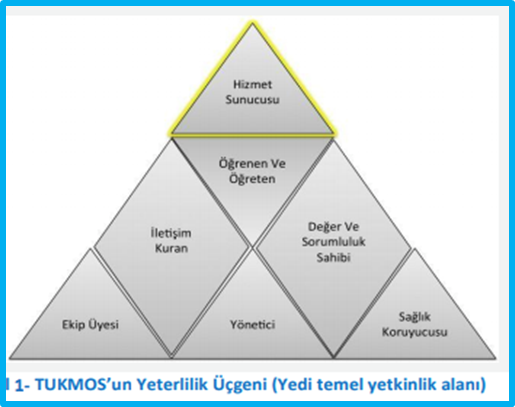 Hizmet
Sunucusu
Öğrenen Ve
Öğreten
İletişim
Kuran
Değer Ve
Sorumluluk
Sahibi
Ekip Üyesi
Yönetici
Sağlık
Koruyucusu
1- TUKMOS’un Yeterlilik Üçgeni (Yedi temel yetkinlik alanı)